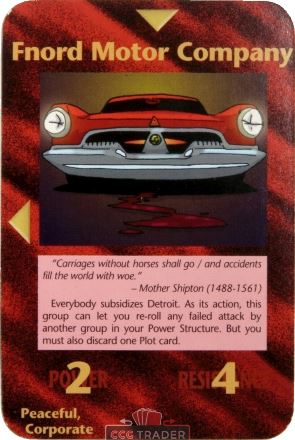 Fnord Motor Company
"Carriages without horses shall go / and accidents
fill the world with woe."
– Mother Shipton (1488-1561)
Everybody subsidizes Detroit. As its action, this
group can let you re-roll any failed attack by
another group in your Power Structure. But you
must also discard one Plot card.
2
4
Peaceful,
Corporate
CCG TRADER